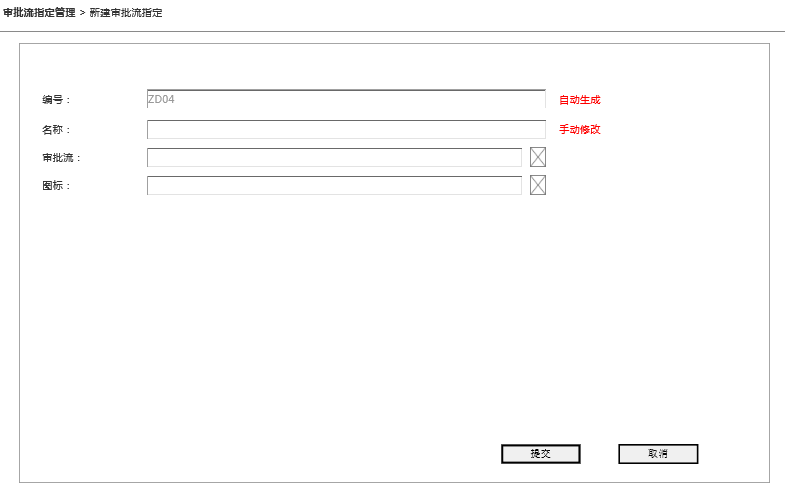 审批流指定管理 > 新建审批流指定
编号： ZD04 自动生成
名称： 手动修改
审批流：
图标：
提交 取消